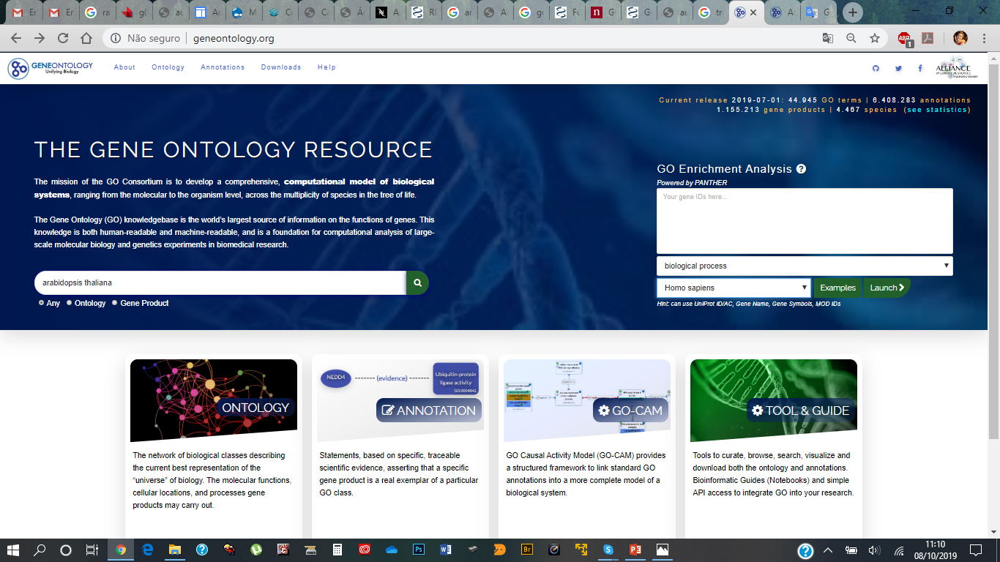 Não seguro | geneontology.org
GENEONTOLOGY
Unifying Biology
About Ontology Annotations Downloads Help
ALLIANCE
Current release 2019-07-01: 44.945 GO terms | 6.408.283 annotations
1.155.213 gene products | 4.467 species (see statistics)
THE GENE ONTOLOGY RESOURCE
The mission of the GO Consortium is to develop a comprehensive, computational model of biological
systems, ranging from the molecular to the organism level, across the multiplicity of species in the tree of life.
The Gene Ontology (GO) knowledgebase is the world's largest source of information on the functions of genes. This
knowledge is both human-readable and machine-readable, and is a foundation for computational analysis of large-
scale molecular biology and genetics experiments in biomedical research.
arabidopsis thaliana
Any Ontology Gene Product
GO Enrichment Analysis
Powered by PANTHER
Your gene IDs here...
biological process
Homo sapiens
Examples
Launch
Hint: can use UniProt ID/AC, Gene Name, Gene Symbols, MOD IDs
ONTOLOGY
The network of biological classes describing
the current best representation of the
“universe” of biology. The molecular functions,
cellular locations, and processes gene
products may carry out.
NEDD4 (evidence) Ubiquitin-protein
ligase activity
GO:0004842
ANNOTATION
Statements, based on specific, traceable
scientific evidence, asserting that a specific
gene product is a real exemplar of a particular
GO class.
GO-CAM
GO Causal Activity Model (GO-CAM) provides
a structured framework to link standard GO
annotations into a more complete model of a
biological system.
TOOL & GUIDE
Tools to curate, browse, search, visualize and
download both the ontology and annotations.
Bioinformatic Guides (Notebooks) and simple
API access to integrate GO into your research.
11:10
08/10/2019